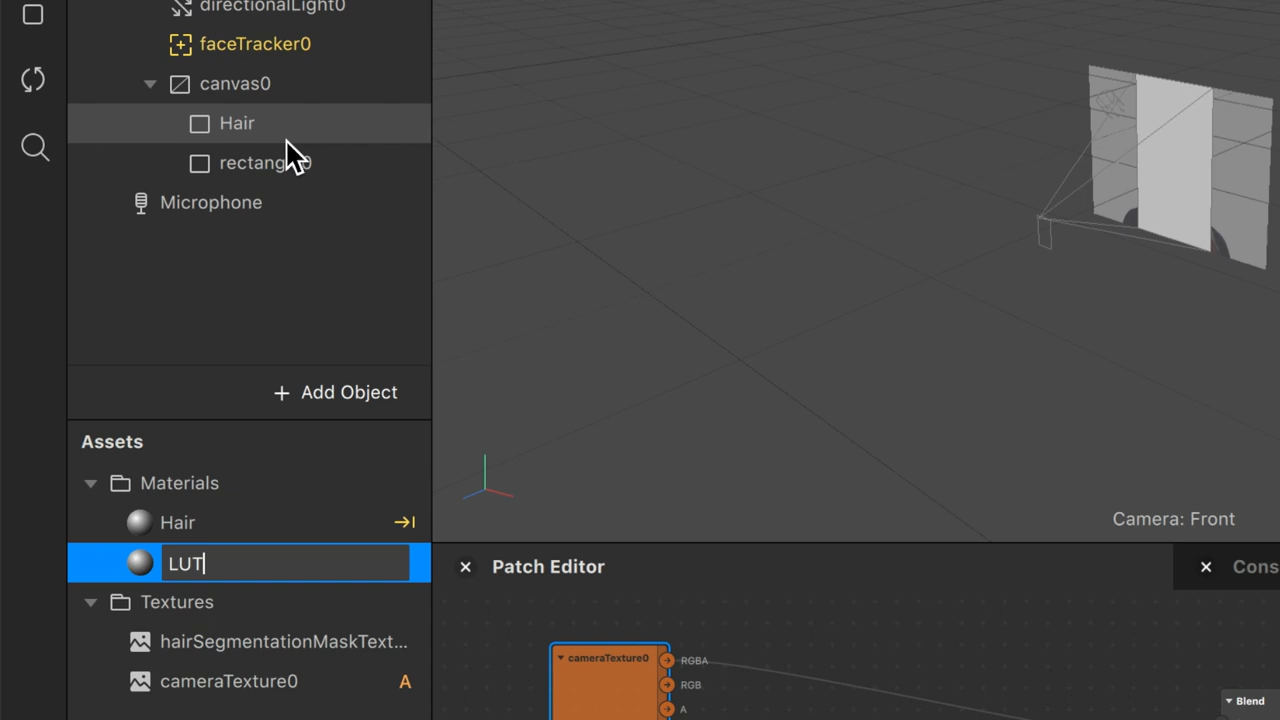 directionalLight0
faceTracker0
canvas0
Hair
Microphone
+ Add Object
Assets
Materials
Hair
LUT
Textures
hairSegmentationMaskText...
cameraTexture0 A
Camera: Front
Patch Editor
Cons
cameraTexture0
RGBA
RGB
A
Blend